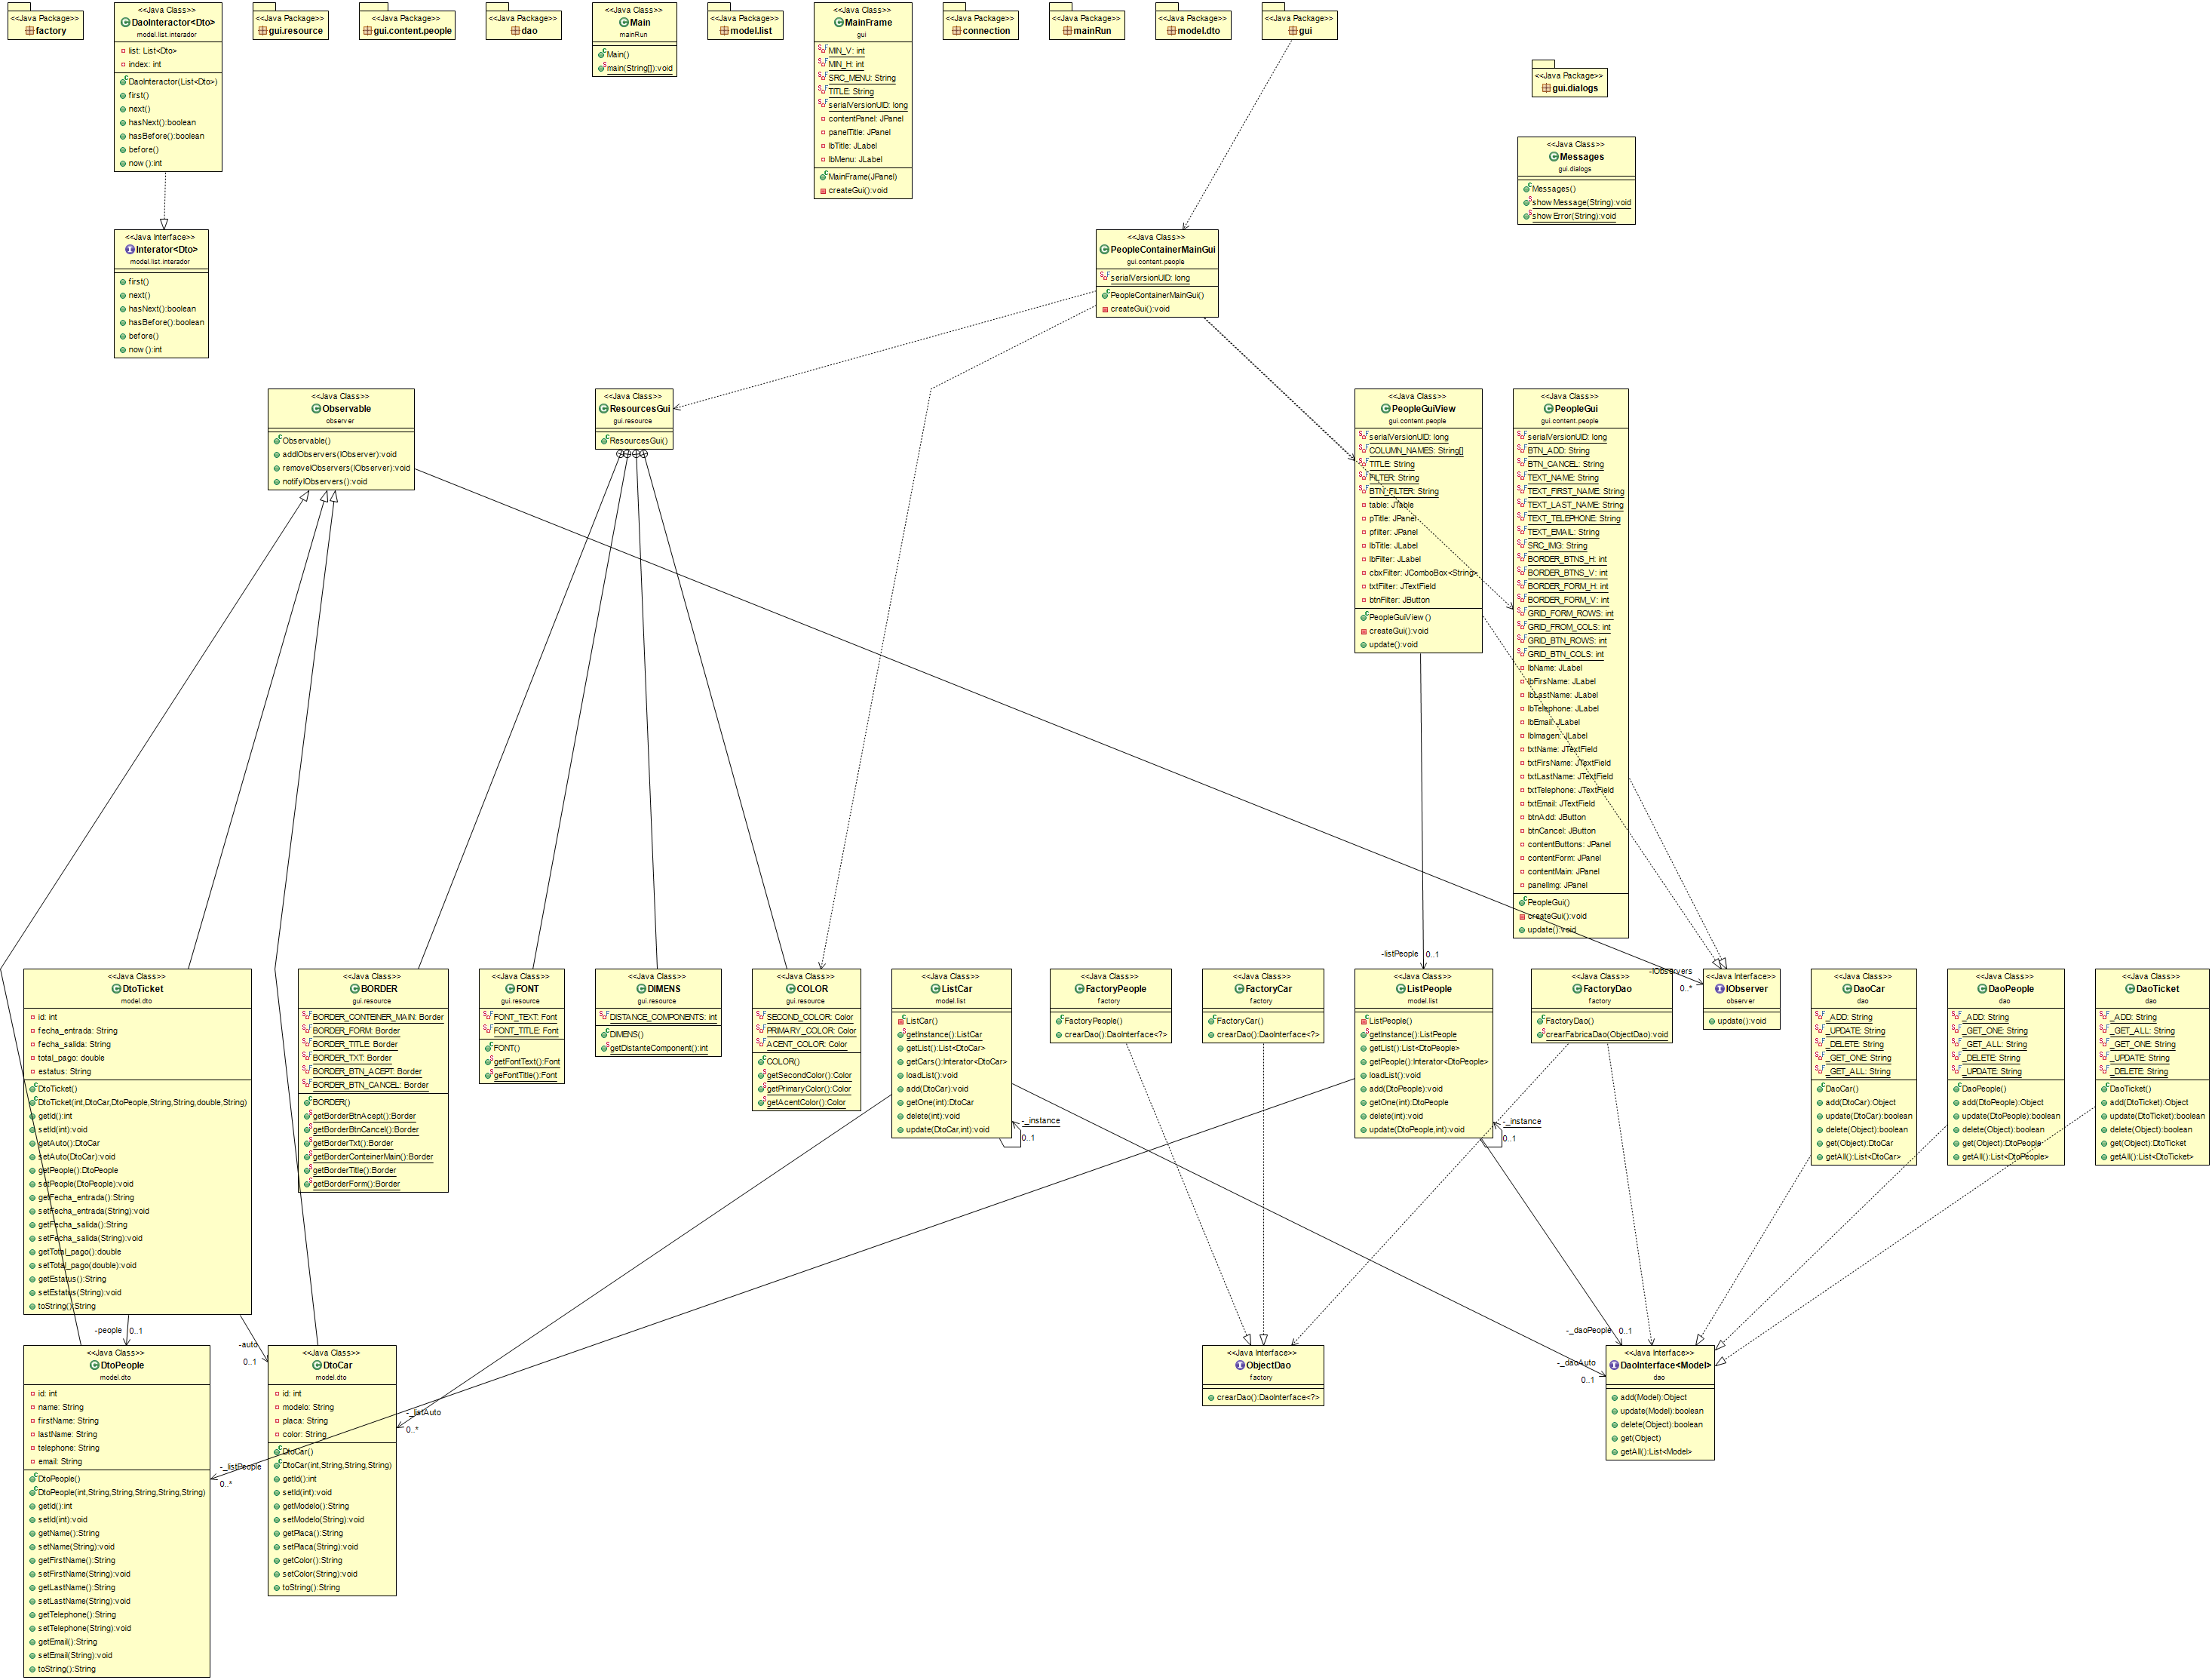 <<Java Package>>
factory
<<Java Class>>
DaoInteractor<Dto>
model.list.interador
list: List<Dto>
index: int
DaoInteractor(List<Dto>)
first()
next()
hasNext():boolean
hasBefore():boolean
before()
now():int
<<Java Package>>
gui.resource
<<Java Package>>
gui.content.people
<<Java Package>>
dao
<<Java Class>>
Main
mainRun
Main()
main(String[]):void
<<Java Package>>
model.list
<<Java Class>>
MainFrame
gui
MIN_V: int
MIN_H: int
SRC_MENU: String
TITLE: String
serialVersionUID: long
contentPanel: JPanel
panelTitle: JPanel
lbTitle: JLabel
lbMenu: JLabel
MainFrame(JPanel)
createGui():void
<<Java Package>>
connection
<<Java Package>>
mainRun
<<Java Package>>
model.dto
<<Java Package>>
gui
<<Java Package>>
gui.dialogs
<<Java Class>>
Messages
gui.dialogs
Messages()
showMessage(String):void
showError(String):void
<<Java Interface>>
Interator<Dto>
model.list.interador
first()
next()
hasNext():boolean
hasBefore():boolean
before()
now():int
<<Java Class>>
PeopleContainerMainGui
gui.content.people
serialVersionUID: long
PeopleContainerMainGui()
createGui():void
<<Java Class>>
Observable
observer
Observable()
addIObservers(IObserver):void
removeIObservers(IObserver):void
notifyIObservers():void
<<Java Class>>
ResourcesGui
gui.resource
ResourcesGui()
<<Java Class>>
PeopleGuiView
gui.content.people
serialVersionUID: long
COLUMN_NAMES: String[]
TITLE: String
FILTER: String
BTN_FILTER: String
table: JTable
pTitle: JPanel
pfilter: JPanel
lbTitle: JLabel
lbFilter: JLabel
cbxFilter: JComboBox<String>
txtFilter: JTextField
btnFilter: JButton
PeopleGuiView()
createGui():void
update():void
<<Java Class>>
PeopleGui
gui.content.people
serialVersionUID: long
BTN_ADD: String
BTN_CANCEL: String
TEXT_NAME: String
TEXT_FIRST_NAME: String
TEXT_LAST_NAME: String
TEXT_TELEPHONE: String
TEXT_EMAIL: String
SRC_IMG: String
BORDER_BTNS_H: int
BORDER_BTNS_V: int
BORDER_FORM_H: int
BORDER_FORM_V: int
GRID_FORM_ROWS: int
GRID_FROM_COLS: int
GRID_BTN_ROWS: int
GRID_BTN_COLS: int
lbName: JLabel
lbFirsName: JLabel
lbLastName: JLabel
lbTelephone: JLabel
lbEmail: JLabel
lbImagen: JLabel
txtName: JTextField
txtFirsName: JTextField
txtLastName: JTextField
txtTelephone: JTextField
txtEmail: JTextField
btnAdd: JButton
btnCancel: JButton
contentButtons: JPanel
contentForm: JPanel
contentMain: JPanel
panelImg: JPanel
PeopleGui()
createGui():void
update():void
-listPeople 0..1
-IObservers
0..*
<<Java Class>>
DtoTicket
model.dto
id: int
fecha_entrada: String
fecha_salida: String
total_pago: double
estatus: String
DtoTicket()
DtoTicket(int,DtoCar,DtoPeople,String,String,double,String)
getId():int
setId(int):void
getAuto():DtoCar
setAuto(DtoCar):void
getPeople():DtoPeople
setPeople(DtoPeople):void
getFecha_entrada():String
setFecha_entrada(String):void
getFecha_salida():String
setFecha_salida(String):void
getTotal_pago():double
setTotal_pago(double):void
getEstatus():String
setEstatus(String):void
toString():String
<<Java Class>>
BORDER
gui.resource
BORDER_CONTEINER_MAIN: Border
BORDER_FORM: Border
BORDER_TITLE: Border
BORDER_TXT: Border
BORDER_BTN_ACEPT: Border
BORDER_BTN_CANCEL: Border
BORDER()
getBorderBtnAcept():Border
getBorderBtnCancel():Border
getBorderTxt():Border
getBorderConteinerMain():Border
getBorderTitle():Border
getBorderForm():Border
<<Java Class>>
FONT
gui.resource
FONT_TEXT: Font
FONT_TITLE: Font
FONT()
getFontText():Font
geFontTitle():Font
<<Java Class>>
DIMENS
gui.resource
DISTANCE_COMPONENTS: int
DIMENS()
getDistanteComponent():int
<<Java Class>>
COLOR
gui.resource
SECOND_COLOR: Color
PRIMARY_COLOR: Color
ACENT_COLOR: Color
COLOR()
getSecondColor():Color
getPrimaryColor():Color
getAcentColor():Color
<<Java Class>>
ListCar
model.list
ListCar()
getInstance():ListCar
getList():List<DtoCar>
getCars():Interator<DtoCar>
loadList():void
add(DtoCar):void
getOne(int):DtoCar
delete(int):void
update(DtoCar,int):void
-_instance
0..1
<<Java Class>>
FactoryPeople
factory
FactoryPeople()
crearDao():DaoInterface<?>
<<Java Class>>
FactoryCar
factory
FactoryCar()
crearDao():DaoInterface<?>
<<Java Class>>
ListPeople
model.list
ListPeople()
getInstance():ListPeople
getList():List<DtoPeople>
getPeople():Interator<DtoPeople>
loadList():void
add(DtoPeople):void
getOne(int):DtoPeople
delete(int):void
update(DtoPeople,int):void
-_instance
0..1
<<Java Class>>
FactoryDao
factory
FactoryDao()
crearFabricaDao(ObjectDao):void
<<Java Interface>>
IObserver
observer
update():void
<<Java Class>>
DaoCar
dao
_ADD: String
_UPDATE: String
_DELETE: String
_GET_ONE: String
_GET_ALL: String
DaoCar()
add(DtoCar):Object
update(DtoCar):boolean
delete(Object):boolean
get(Object):DtoCar
getAll():List<DtoCar>
<<Java Class>>
DaoPeople
dao
_ADD: String
_GET_ONE: String
_GET_ALL: String
_DELETE: String
_UPDATE: String
DaoPeople()
add(DtoPeople):Object
update(DtoPeople):boolean
delete(Object):boolean
get(Object):DtoPeople
getAll():List<DtoPeople>
<<Java Class>>
DaoTicket
dao
_ADD: String
_GET_ALL: String
_GET_ONE: String
_UPDATE: String
_DELETE: String
DaoTicket()
add(DtoTicket):Object
update(DtoTicket):boolean
delete(Object):boolean
get(Object):DtoTicket
getAll():List<DtoTicket>
-people 0..1
-auto
0..1
-_daoPeople 0..1
-_daoAuto
0..1
-_listAuto
0..*
-_listPeople
0..*
<<Java Class>>
DtoPeople
model.dto
id: int
name: String
firstName: String
lastName: String
telephone: String
email: String
DtoPeople()
DtoPeople(int,String,String,String,String,String)
getId():int
setId(int):void
getName():String
setName(String):void
getFirstName():String
setFirstName(String):void
getLastName():String
setLastName(String):void
getTelephone():String
setTelephone(String):void
getEmail():String
setEmail(String):void
toString():String
<<Java Class>>
DtoCar
model.dto
id: int
modelo: String
placa: String
color: String
DtoCar()
DtoCar(int,String,String,String)
getId():int
setId(int):void
getModelo():String
setModelo(String):void
getPlaca():String
setPlaca(String):void
getColor():String
setColor(String):void
toString():String
<<Java Interface>>
ObjectDao
factory
crearDao():DaoInterface<?>
<<Java Interface>>
DaoInterface<Model>
dao
add(Model):Object
update(Model):boolean
delete(Object):boolean
get(Object)
getAll():List<Model>